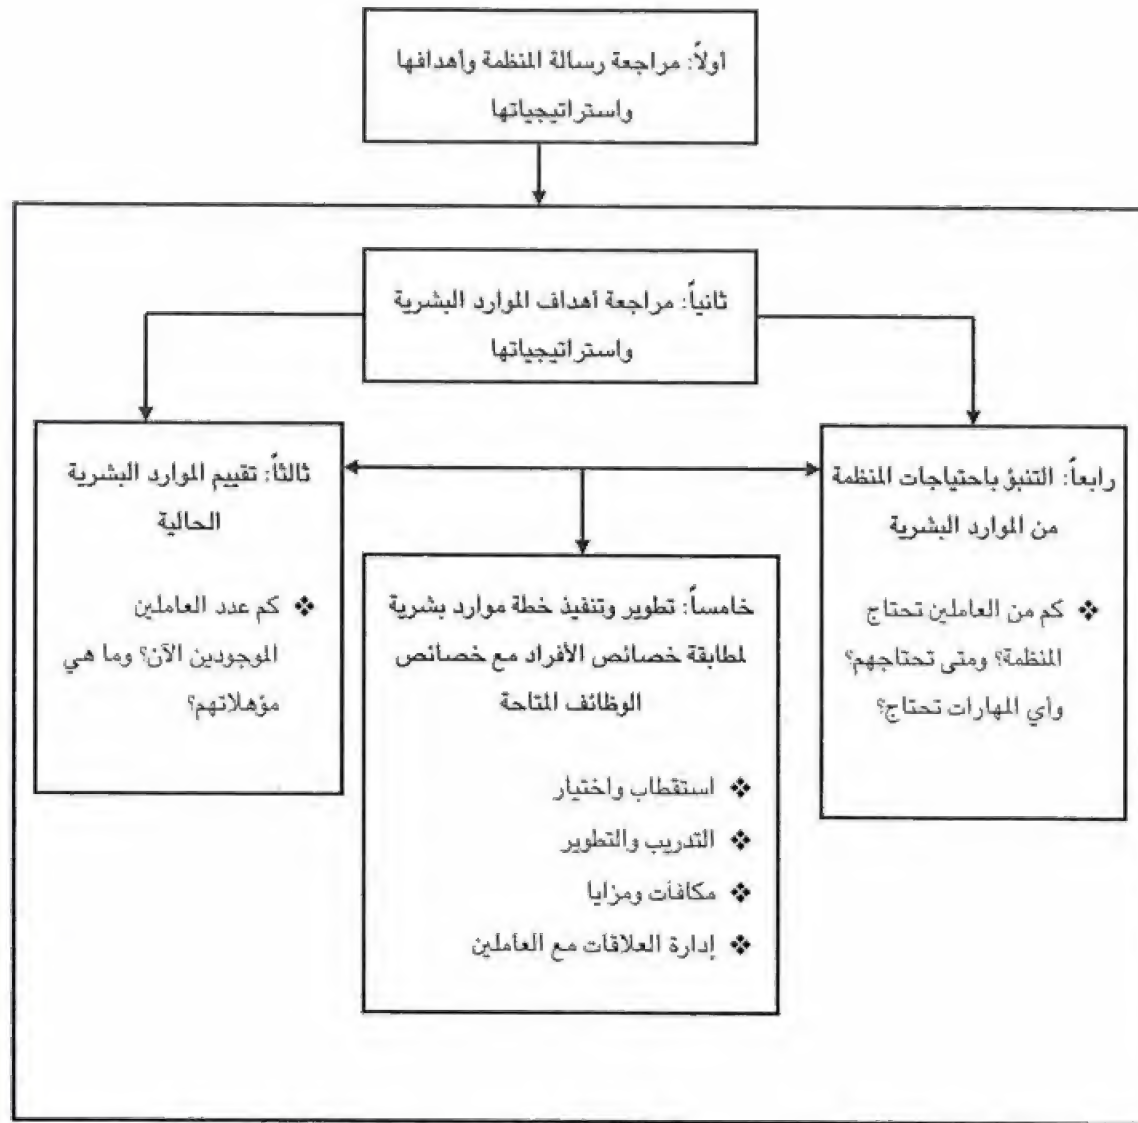 أولاً: مراجعة رسالة المنظمة وأهدافها
واستراتيجياتها
ثانياً: مراجعة أهداف الموارد البشرية
واستراتيجياتها
ثالثاً: تقييم الموارد البشرية
الحالية
❖ كم عدد العاملين
الموجودين الآن؟ وما هي
مؤهلاتهم؟
رابعاً: التنبؤ باحتياجات المنظمة
من الموارد البشرية
❖ كم من العاملين تحتاج
المنظمة؟ ومتى تحتاجهم؟
وأي المهارات تحتاج؟
خامساً: تطوير وتنفيذ خطة موارد بشرية
لمطابقة خصائص الأفراد مع خصائص
الوظائف المتاحة
❖ استقطاب واختيار
❖ التدريب والتطوير
❖ مكافآت ومزايا
❖ إدارة العلاقات مع العاملين